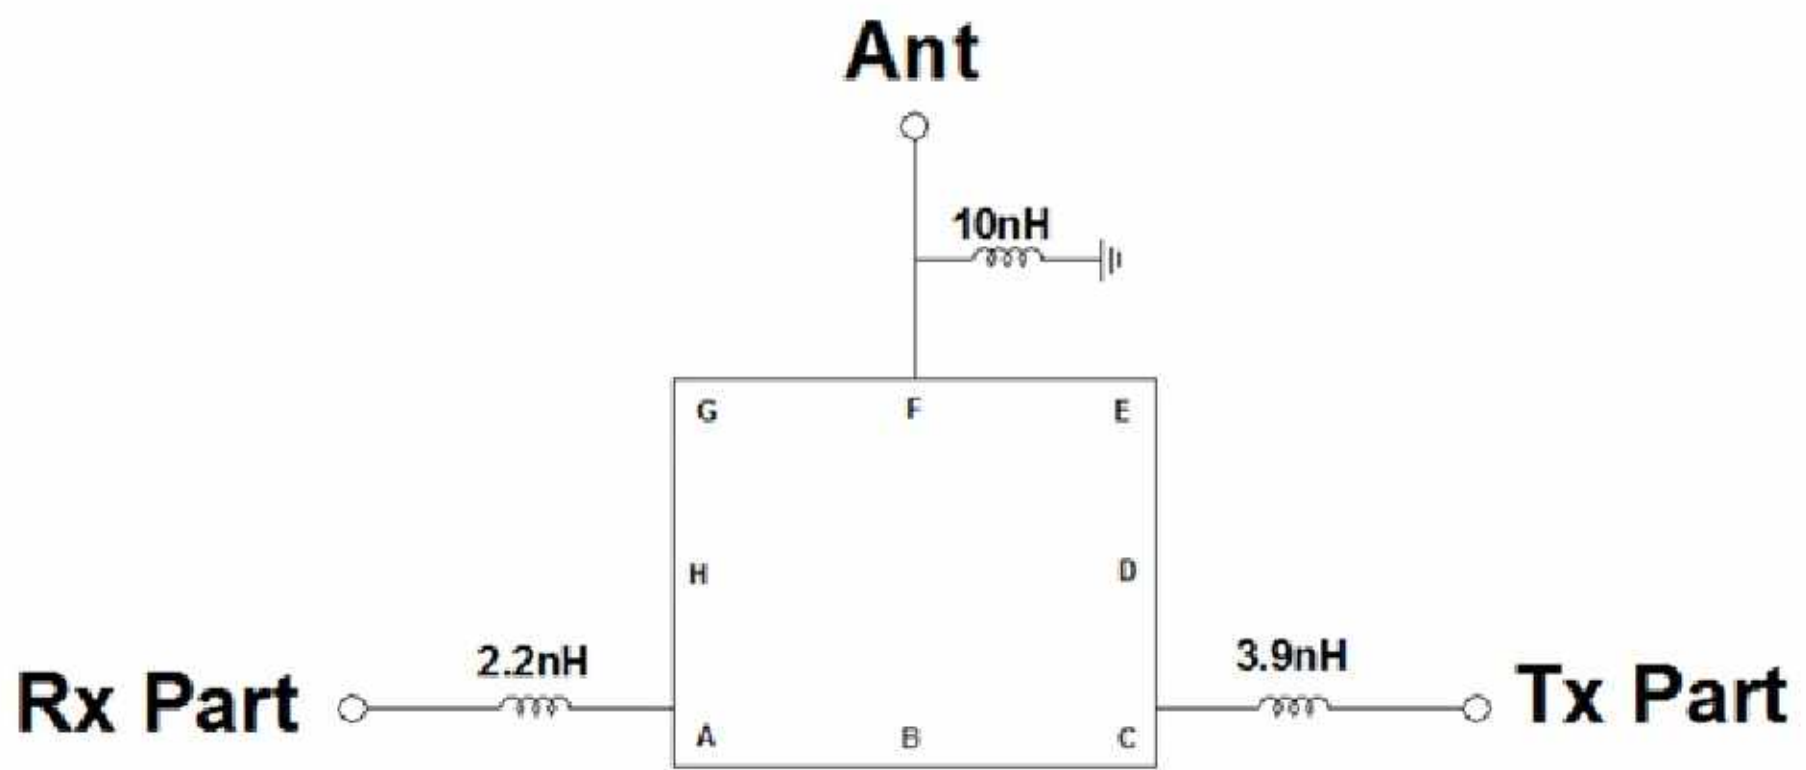 Ant
10nH
G F E
H D
2.2nH 3.9nH
Rx Part Tx Part
A B C